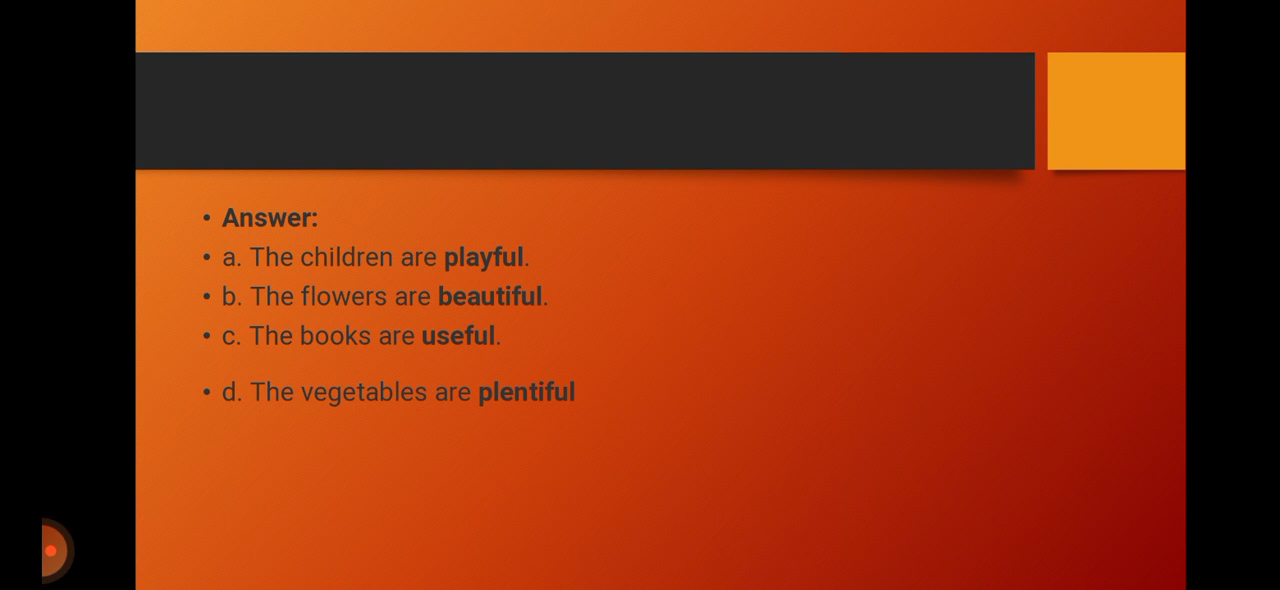 • Answer:
• a. The children are playful.
• b. The flowers are beautiful.
• c. The books are useful.
• d. The vegetables are plentiful